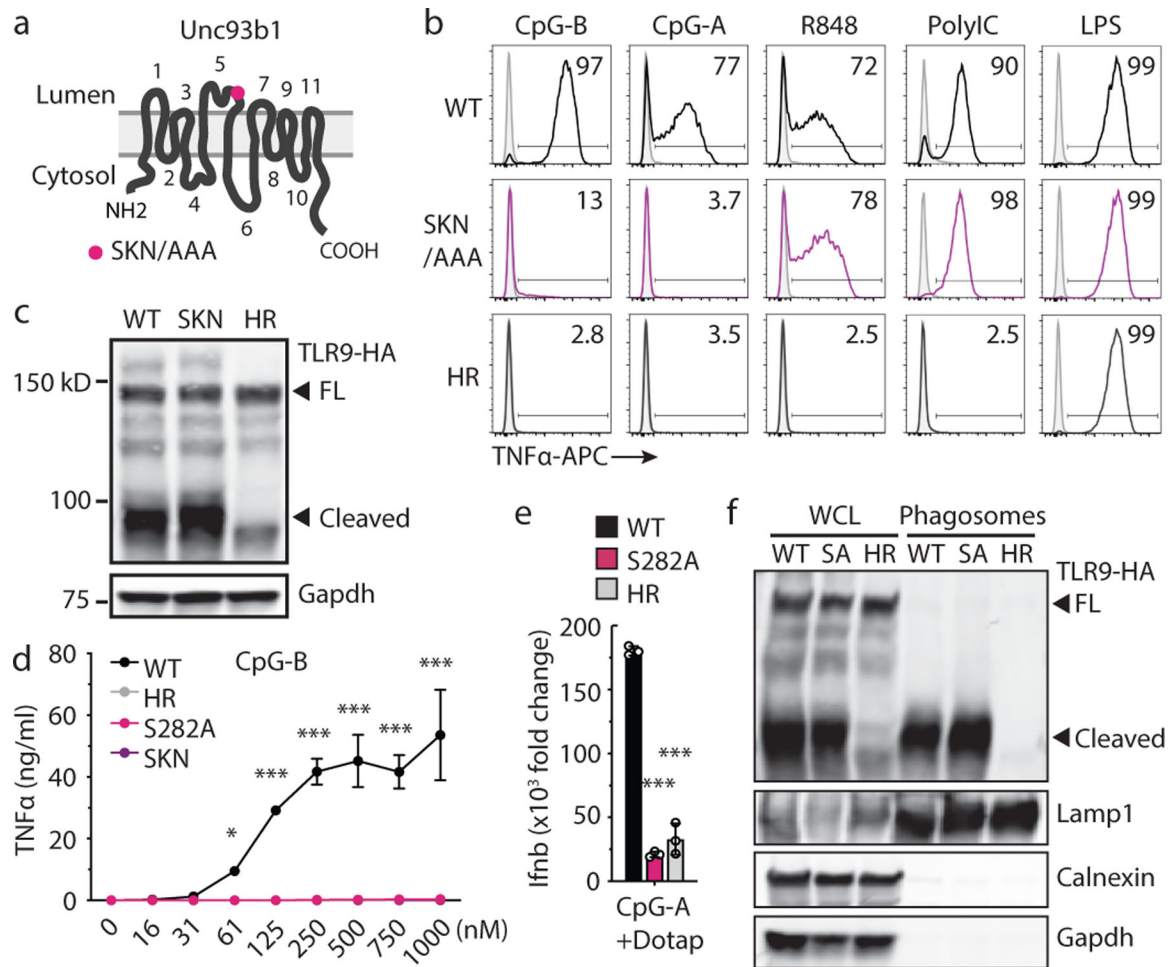 a
Unc93b1
1 3 5 7 9 11
Lumen
Cytosol
2 4 6 8 10
NH2
COOH
SKN/AAA
b
CpG-B CpG-A R848 PolyIC LPS
WT
97 77 72 90 99
SKN
/AAA
13 3.7 78 98 99
HR
2.8 3.5 2.5 2.5 99
TNFα-APC
c
WT SKN HR
TLR9-HA
150 kD
FL
100
Cleaved
75
Gapdh
d
CpG-B
WT
HR
S282A
SKN
TNFα (ng/ml)
80
60
40
20
0
* *** *** *** *** ***
0 16 31 61 125 250 500 750 1000 (nM)
e
WT
S282A
HR
Ifnb (x10³ fold change)
200
150
100
50
0
***
***
CpG-A
+Dotap
f
WCL Phagosomes
WT SA HR WT SA HR
TLR9-HA
FL
Cleaved
Lamp1
Calnexin
Gapdh